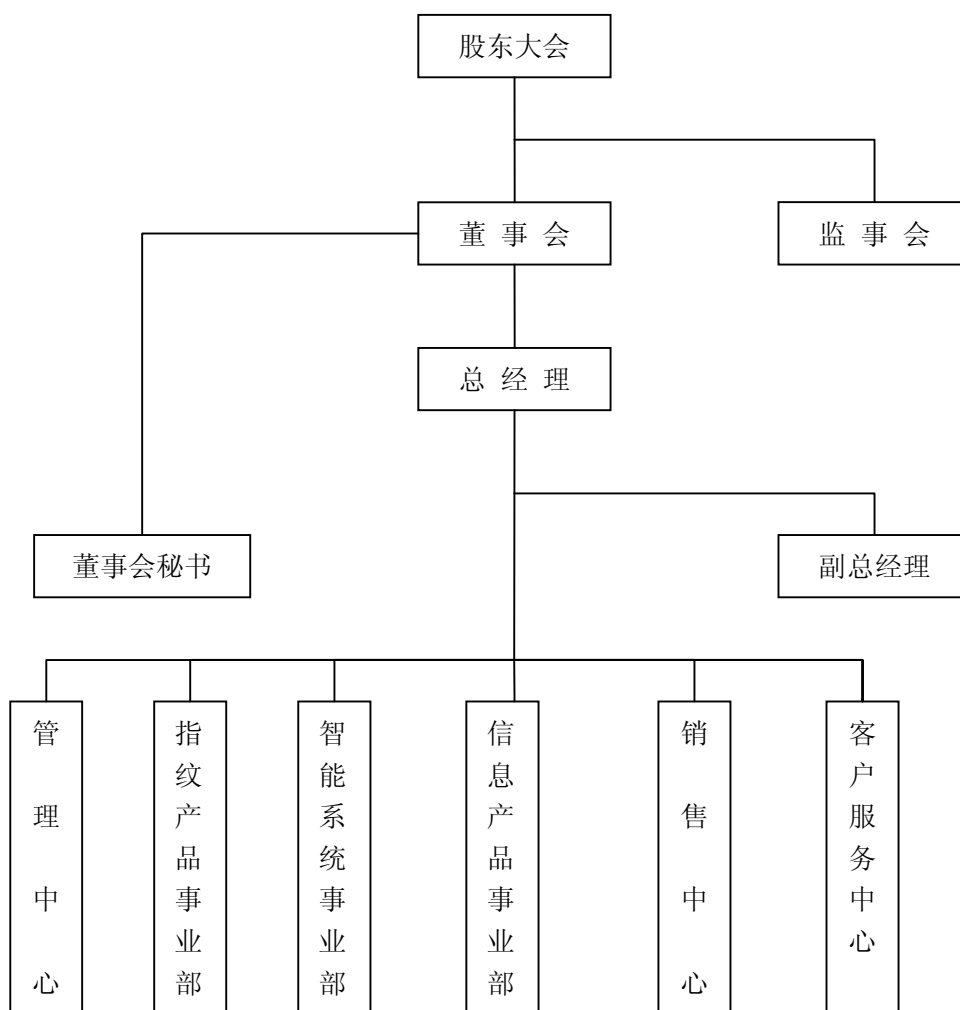 股东大会
董 事 会
监 事 会
总 经 理
董事会秘书
副总经理
管理中心
指纹产品事业部
智能系统事业部
信息产品事业部
销售中心
客户服务中心